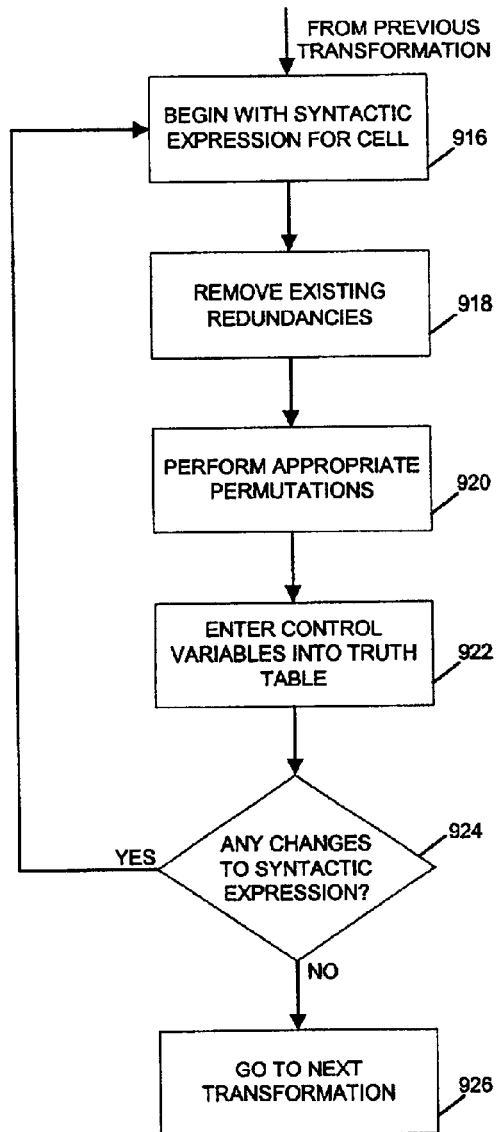 FROM PREVIOUS
TRANSFORMATION
BEGIN WITH SYNTACTIC
EXPRESSION FOR CELL
916
REMOVE EXISTING
REDUNDANCIES
918
PERFORM APPROPRIATE
PERMUTATIONS
920
ENTER CONTROL
VARIABLES INTO TRUTH
TABLE
922
ANY CHANGES
TO SYNTACTIC
EXPRESSION?
924
YES
NO
GO TO NEXT
TRANSFORMATION
926